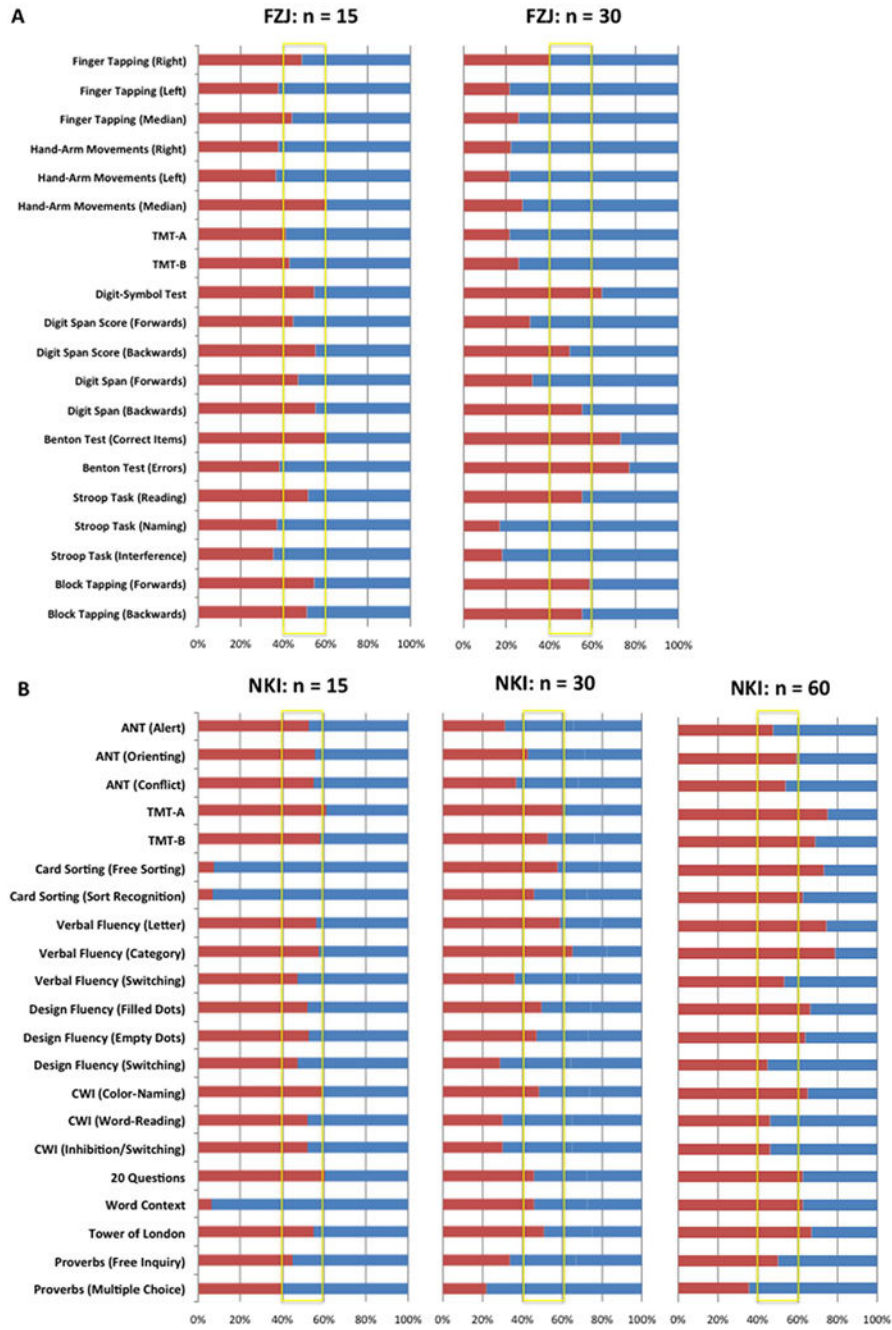 A
FZJ: n = 15 FZJ: n = 30
Finger Tapping (Right)
Finger Tapping (Left)
Finger Tapping (Median)
Hand-Arm Movements (Right)
Hand-Arm Movements (Left)
Hand-Arm Movements (Median)
TMT-A
TMT-B
Digit-Symbol Test
Digit Span Score (Forwards)
Digit Span Score (Backwards)
Digit Span (Forwards)
Digit Span (Backwards)
Benton Test (Correct Items)
Benton Test (Errors)
Stroop Task (Reading)
Stroop Task (Naming)
Stroop Task (Interference)
Block Tapping (Forwards)
Block Tapping (Backwards)
0% 20% 40% 60% 80% 100% 0% 20% 40% 60% 80% 100%
B
NKI: n = 15 NKI: n = 30 NKI: n = 60
ANT (Alert)
ANT (Orienting)
ANT (Conflict)
TMT-A
TMT-B
Card Sorting (Free Sorting)
Card Sorting (Sort Recognition)
Verbal Fluency (Letter)
Verbal Fluency (Category)
Verbal Fluency (Switching)
Design Fluency (Filled Dots)
Design Fluency (Empty Dots)
Design Fluency (Switching)
CWI (Color-Naming)
CWI (Word-Reading)
CWI (Inhibition/Switching)
20 Questions
Word Context
Tower of London
Proverbs (Free Inquiry)
Proverbs (Multiple Choice)
0% 20% 40% 60% 80% 100% 0% 20% 40% 60% 80% 100% 0% 20% 40% 60% 80% 100%